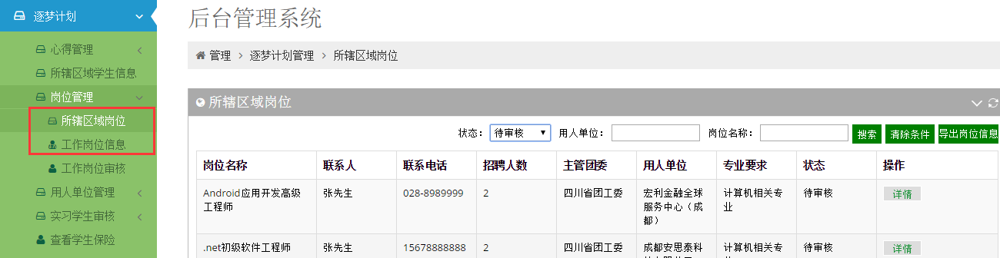 逐梦计划
心得管理
所辖区域学生信息
岗位管理
所辖区域岗位
工作岗位信息
工作岗位审核
用人单位管理
实习学生审核
查看学生保险
后台管理系统
管理 > 逐梦计划管理 > 所辖区域岗位
所辖区域岗位
状态： 待审核 用人单位： 岗位名称： 搜索 清除条件 导出岗位信息
岗位名称 联系人 联系电话 招聘人数 主管团委 用人单位 专业要求 状态 操作
Android应用开发高级 张先生 028-8989999 2 四川省团工委 宏利金融全球 计算机相关专 待审核 详情
工程师 服务中心（成 业
都）
.net初级软件工程师 张先生 15678888888 2 四川省团工委 成都安思泰科 计算机相关专 待审核 详情